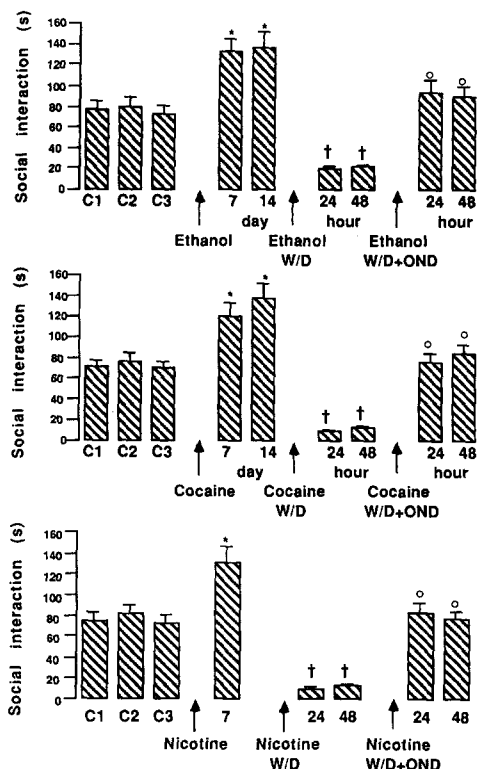 Social interaction (s)
160
140
120
100
80
60
40
20
0
* *
† †
○ ○
C1 C2 C3 7 14 24 48 24 48
day hour hour
Ethanol Ethanol Ethanol
W/D W/D+OND
Social interaction (s)
160
140
120
100
80
60
40
20
0
* *
† †
○ ○
C1 C2 C3 7 14 24 48 24 48
day hour hour
Cocaine Cocaine Cocaine
W/D W/D+OND
Social interaction (s)
160
140
120
100
80
60
40
20
0
*
† †
○ ○
C1 C2 C3 7 24 48 24 48
Nicotine Nicotine Nicotine
W/D W/D+OND